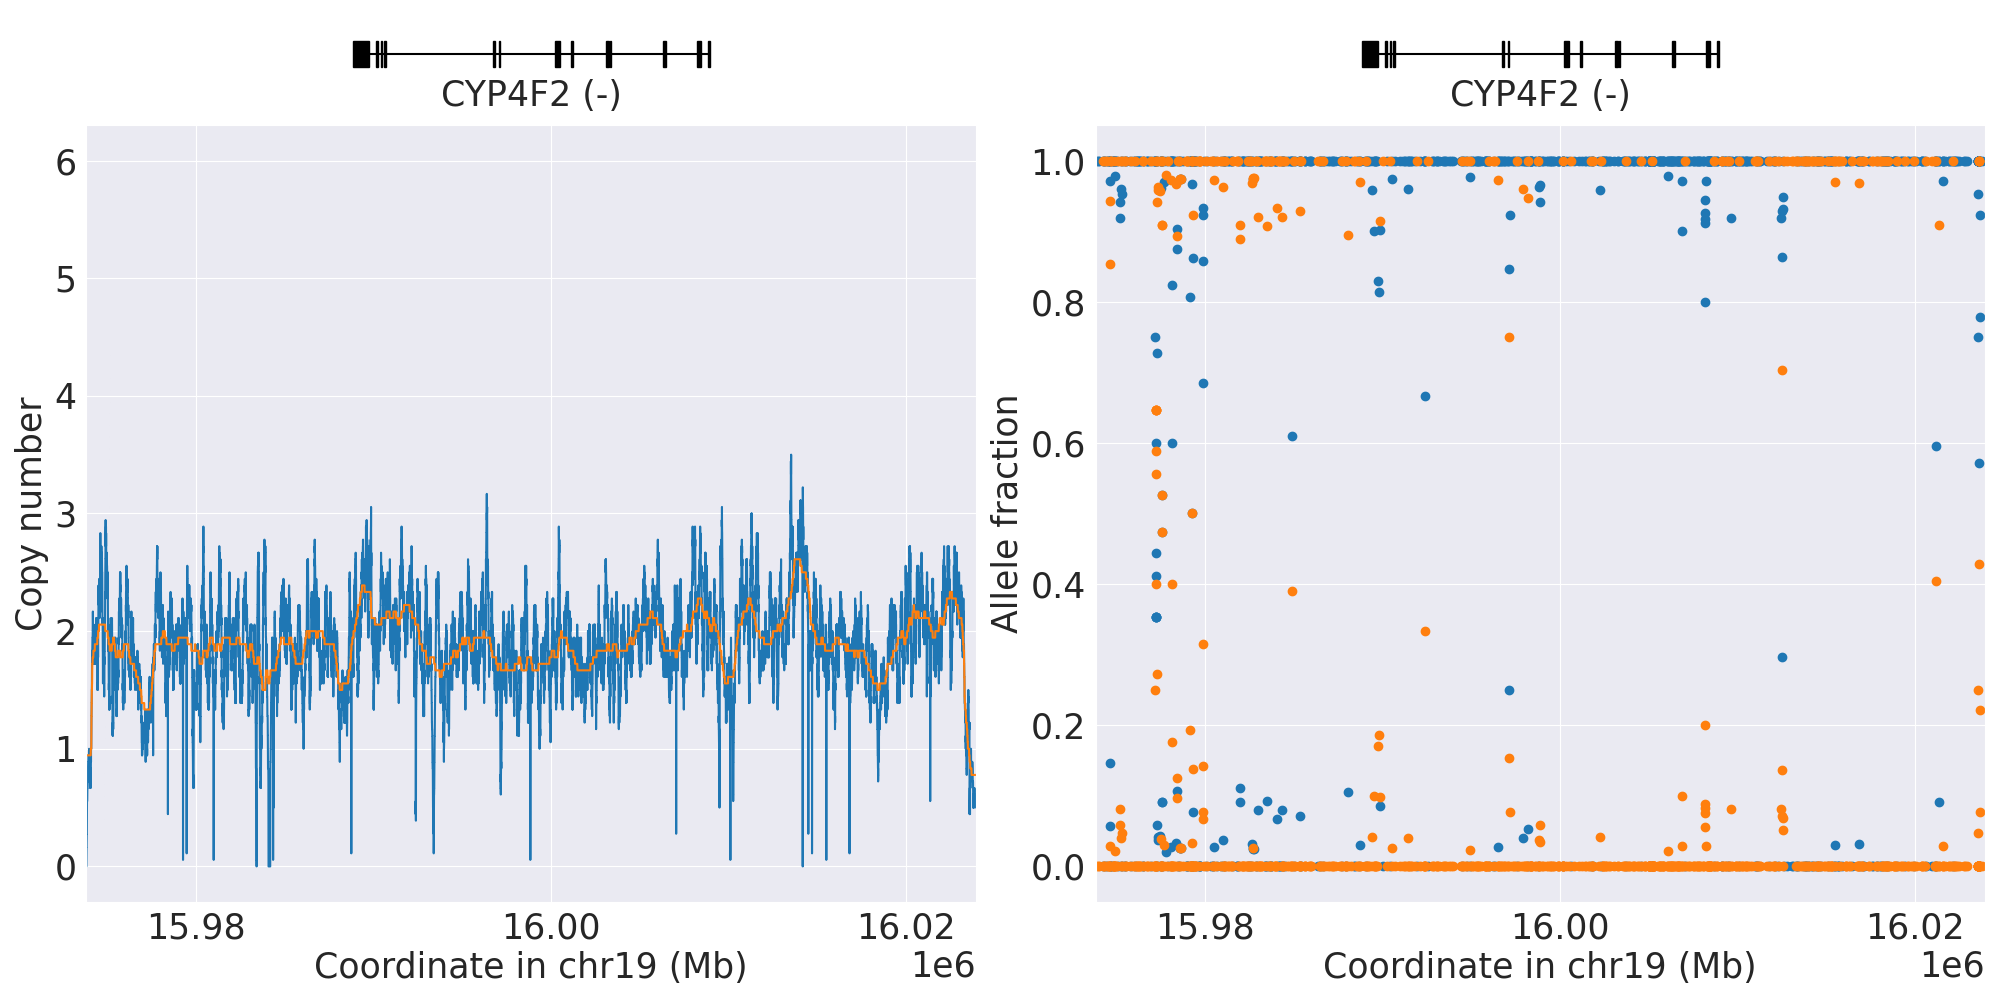 CYP4F2 (-)
6
5
4
3
2
1
0
Copy number
15.98
16.00
16.02
Coordinate in chr19 (Mb)
1e6
CYP4F2 (-)
1.0
0.8
0.6
0.4
0.2
0.0
Allele fraction
15.98
16.00
16.02
Coordinate in chr19 (Mb)
1e6